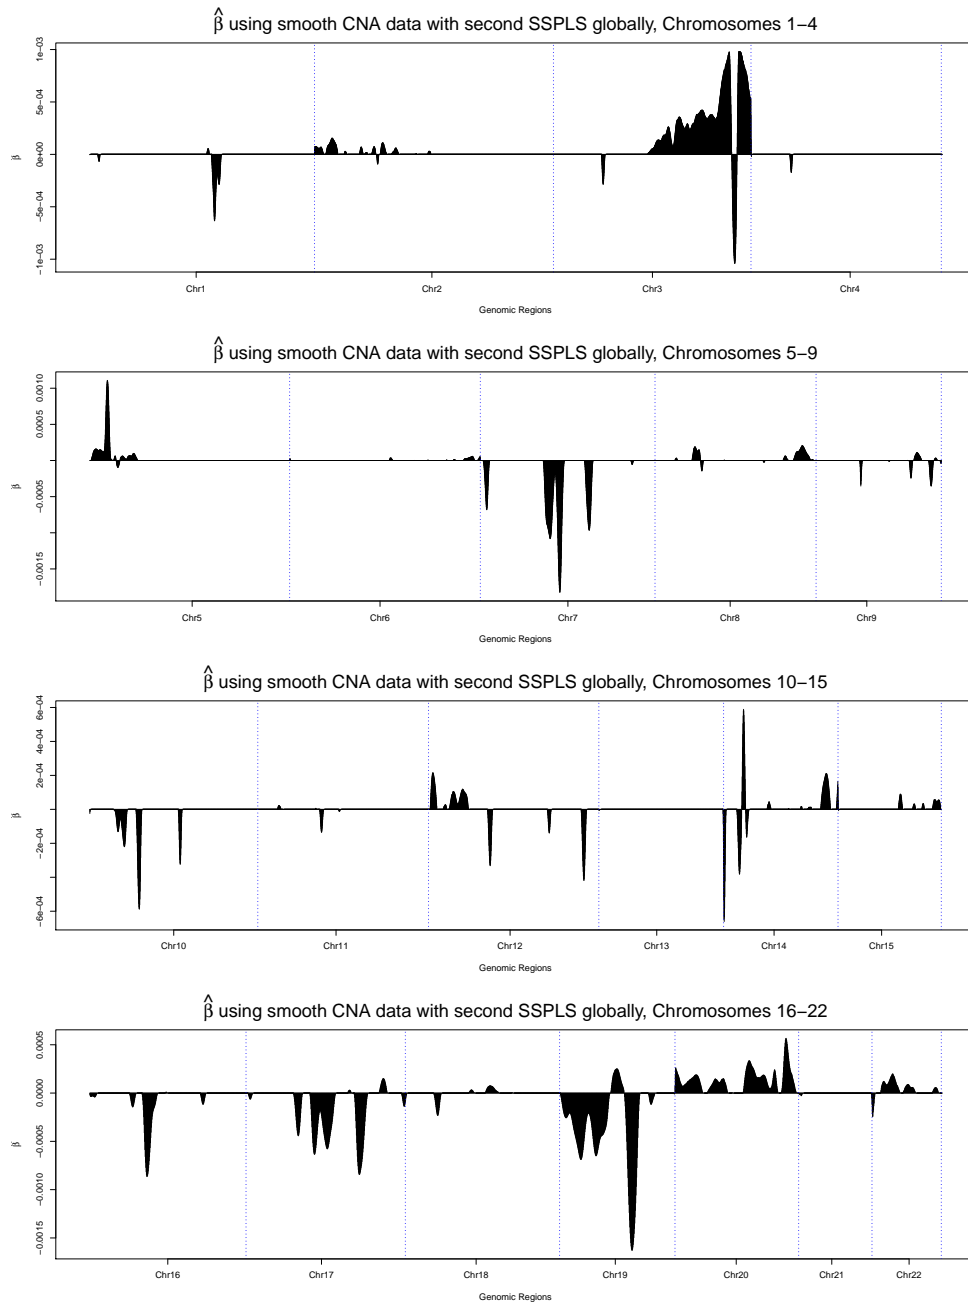 β̂ using smooth CNA data with second SSPLS globally, Chromosomes 1−4
1e−03
5e−04
0e+00
−5e−04
−1e−03
β
Chr1 Chr2 Chr3 Chr4
Genomic Regions
β̂ using smooth CNA data with second SSPLS globally, Chromosomes 5−9
0.0010
0.0005
−0.0005
−0.0015
β
Chr5 Chr6 Chr7 Chr8 Chr9
Genomic Regions
β̂ using smooth CNA data with second SSPLS globally, Chromosomes 10−15
6e−04
4e−04
2e−04
−2e−04
−6e−04
β
Chr10 Chr11 Chr12 Chr13 Chr14 Chr15
Genomic Regions
β̂ using smooth CNA data with second SSPLS globally, Chromosomes 16−22
0.0005
0.0000
−0.0005
−0.0010
−0.0015
β
Chr16 Chr17 Chr18 Chr19 Chr20 Chr21 Chr22
Genomic Regions